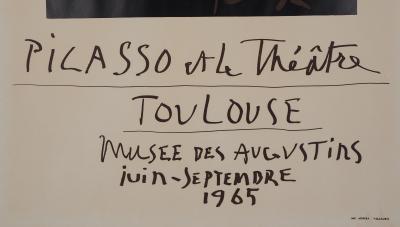 PiCASSO et le Théâtre
TOULOUSE
MUSEE DES AUGUSTINS
juin-SEPTEMBRE
1965